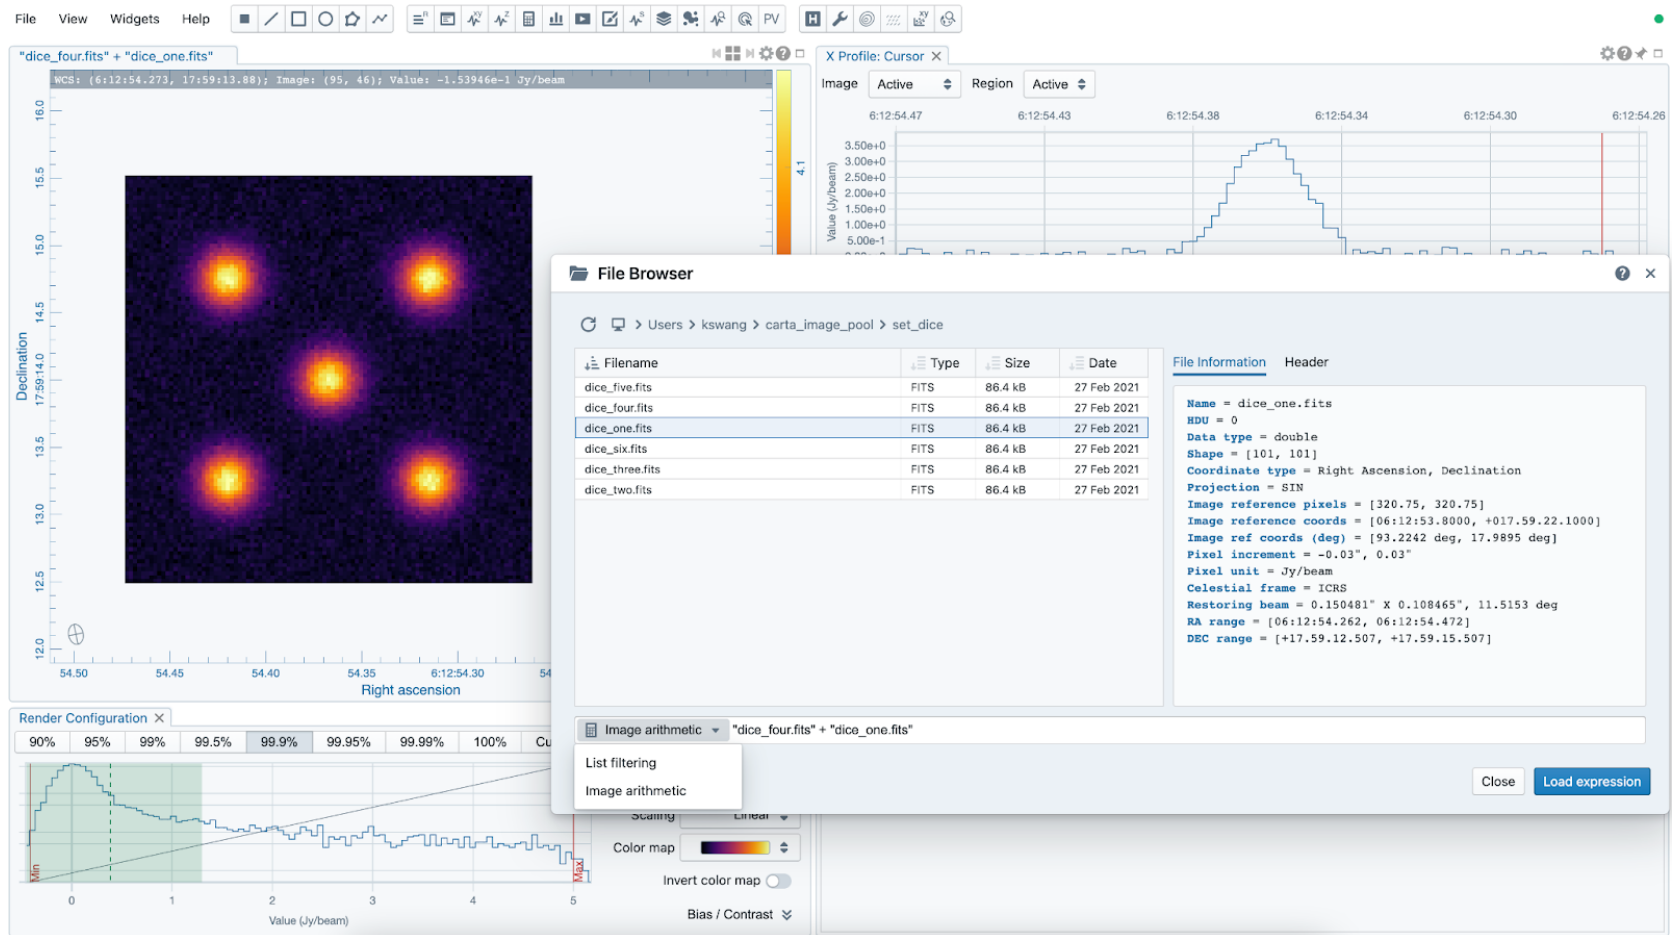 File View Widgets Help
PV
"dice_four.fits" + "dice_one.fits"
WCS: (6:12:54.273, 17:59:13.88); Image: (95, 46); Value: -1.53946e-1 Jy/beam
4.1
16.0
15.5
15.0
14.5
17:59:14.0
13.5
13.0
12.5
12.0
Declination
54.50 54.45 54.40 54.35 6:12:54.30 54
Right ascension
X Profile: Cursor
Image Active Region Active
6:12:54.47 6:12:54.43 6:12:54.38 6:12:54.34 6:12:54.30 6:12:54.26
3.50e+0
3.00e+0
2.50e+0
2.00e+0
1.50e+0
1.00e+0
5.00e-1
Value (Jy/beam)
File Browser
Users kswang carta_image_pool set_dice
Filename Type Size Date
dice_five.fits FITS 86.4 kB 27 Feb 2021
dice_four.fits FITS 86.4 kB 27 Feb 2021
dice_one.fits FITS 86.4 kB 27 Feb 2021
dice_six.fits FITS 86.4 kB 27 Feb 2021
dice_three.fits FITS 86.4 kB 27 Feb 2021
dice_two.fits FITS 86.4 kB 27 Feb 2021
File Information Header
Name = dice_one.fits
HDU = 0
Data type = double
Shape = [101, 101]
Coordinate type = Right Ascension, Declination
Projection = SIN
Image reference pixels = [320.75, 320.75]
Image reference coords = [06:12:53.8000, +017.59.22.1000]
Image ref coords (deg) = [93.2242 deg, 17.9895 deg]
Pixel increment = -0.03", 0.03"
Pixel unit = Jy/beam
Celestial frame = ICRS
Restoring beam = 0.150481" X 0.108465", 11.5153 deg
RA range = [06:12:54.262, 06:12:54.472]
DEC range = [+17.59.12.507, +17.59.15.507]
Image arithmetic "dice_four.fits" + "dice_one.fits"
List filtering
Image arithmetic
Close Load expression
Render Configuration
90% 95% 99% 99.5% 99.9% 99.95% 99.99% 100% Cu
Min
Max
0 1 2 3 4 5
Value (Jy/beam)
Scaling Linear
Color map
Invert color map
Bias / Contrast